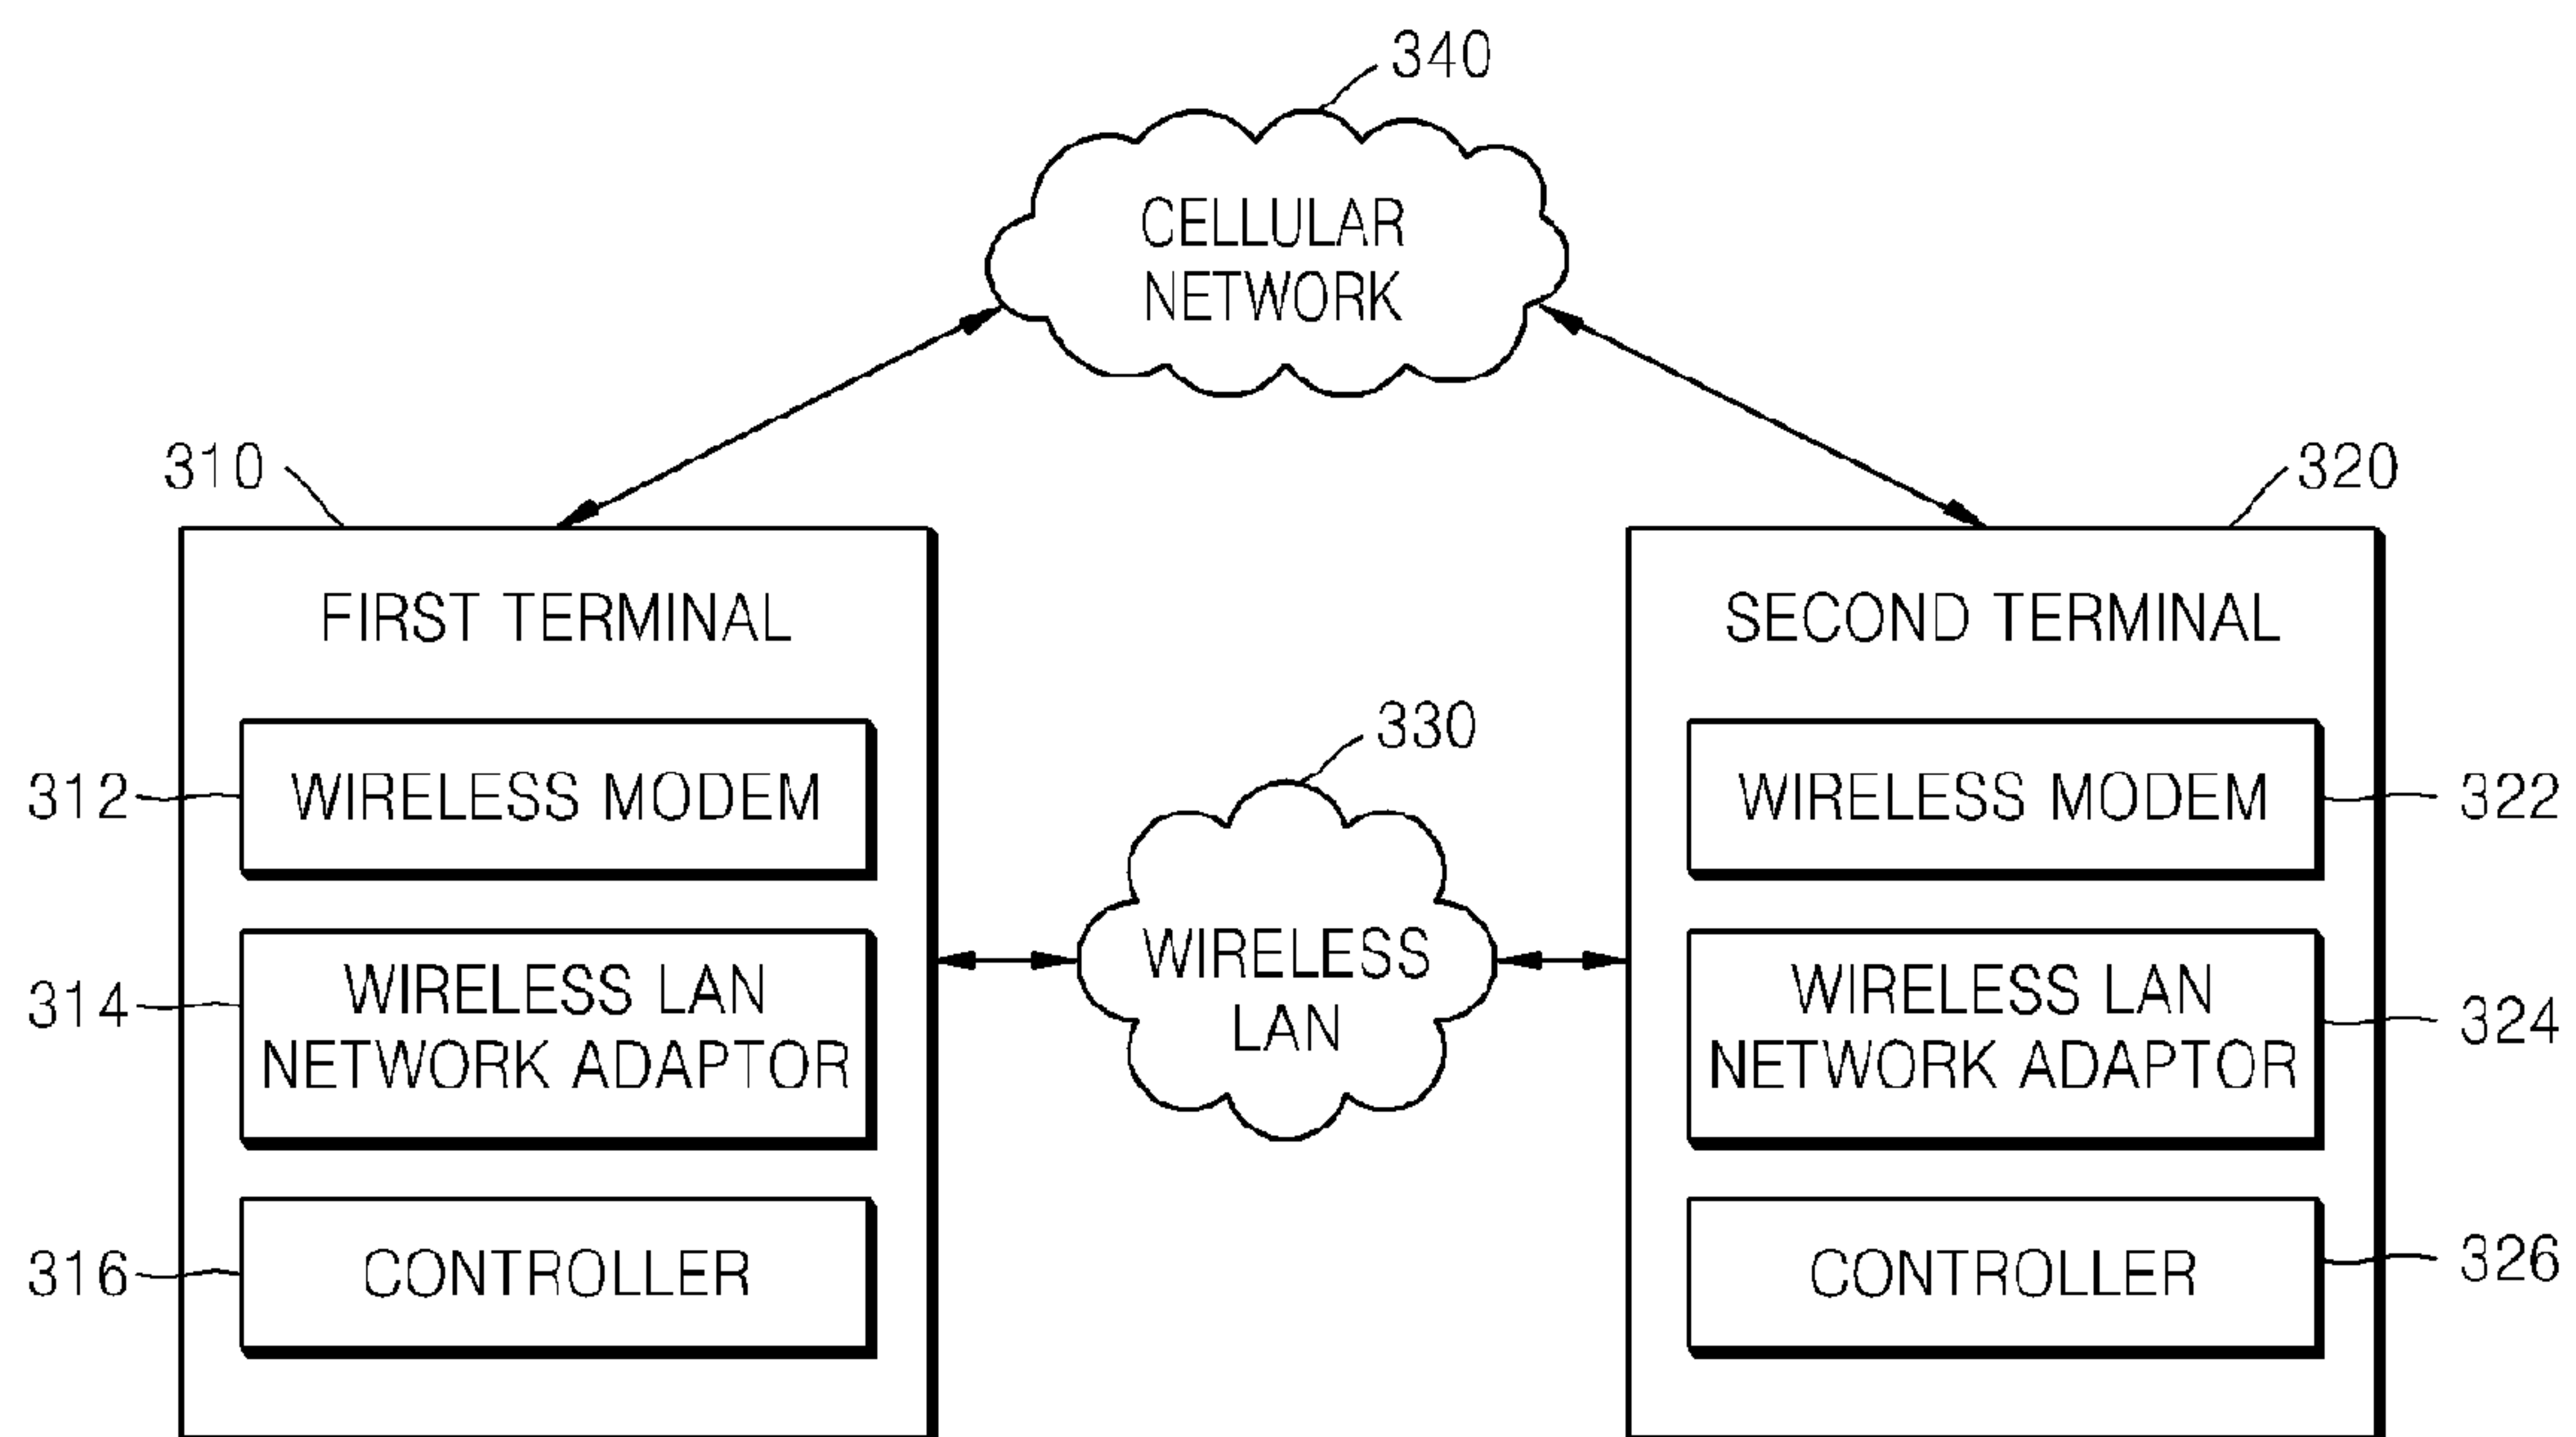 340
CELLULAR
NETWORK
310
320
FIRST TERMINAL
SECOND TERMINAL
330
312
WIRELESS MODEM
WIRELESS MODEM
322
314
WIRELESS LAN
NETWORK ADAPTOR
WIRELESS
LAN
WIRELESS LAN
NETWORK ADAPTOR
324
316
CONTROLLER
CONTROLLER
326